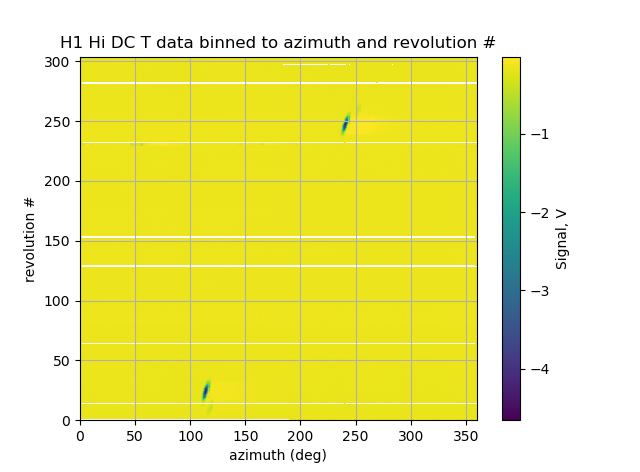 H1 Hi DC T data binned to azimuth and revolution #
300
250
200
150
100
50
0
0 50 100 150 200 250 300 350
revolution #
azimuth (deg)
−1
−2
−3
−4
Signal, V